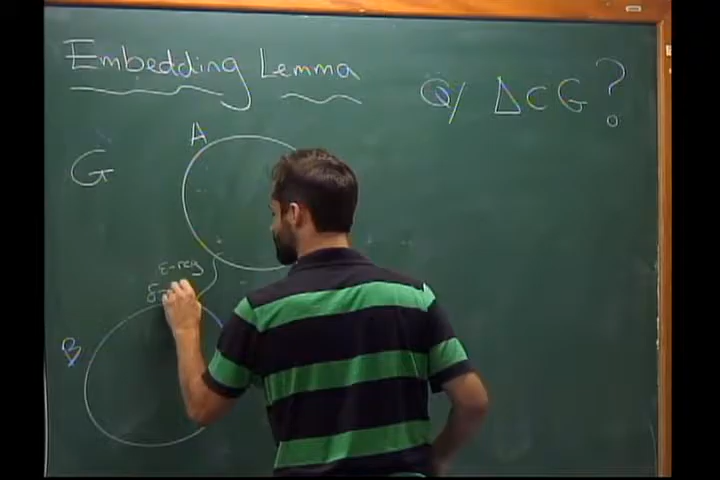 Embedding Lemma
Q/ Δ ⊂ G ?
A
G
ε-reg
B